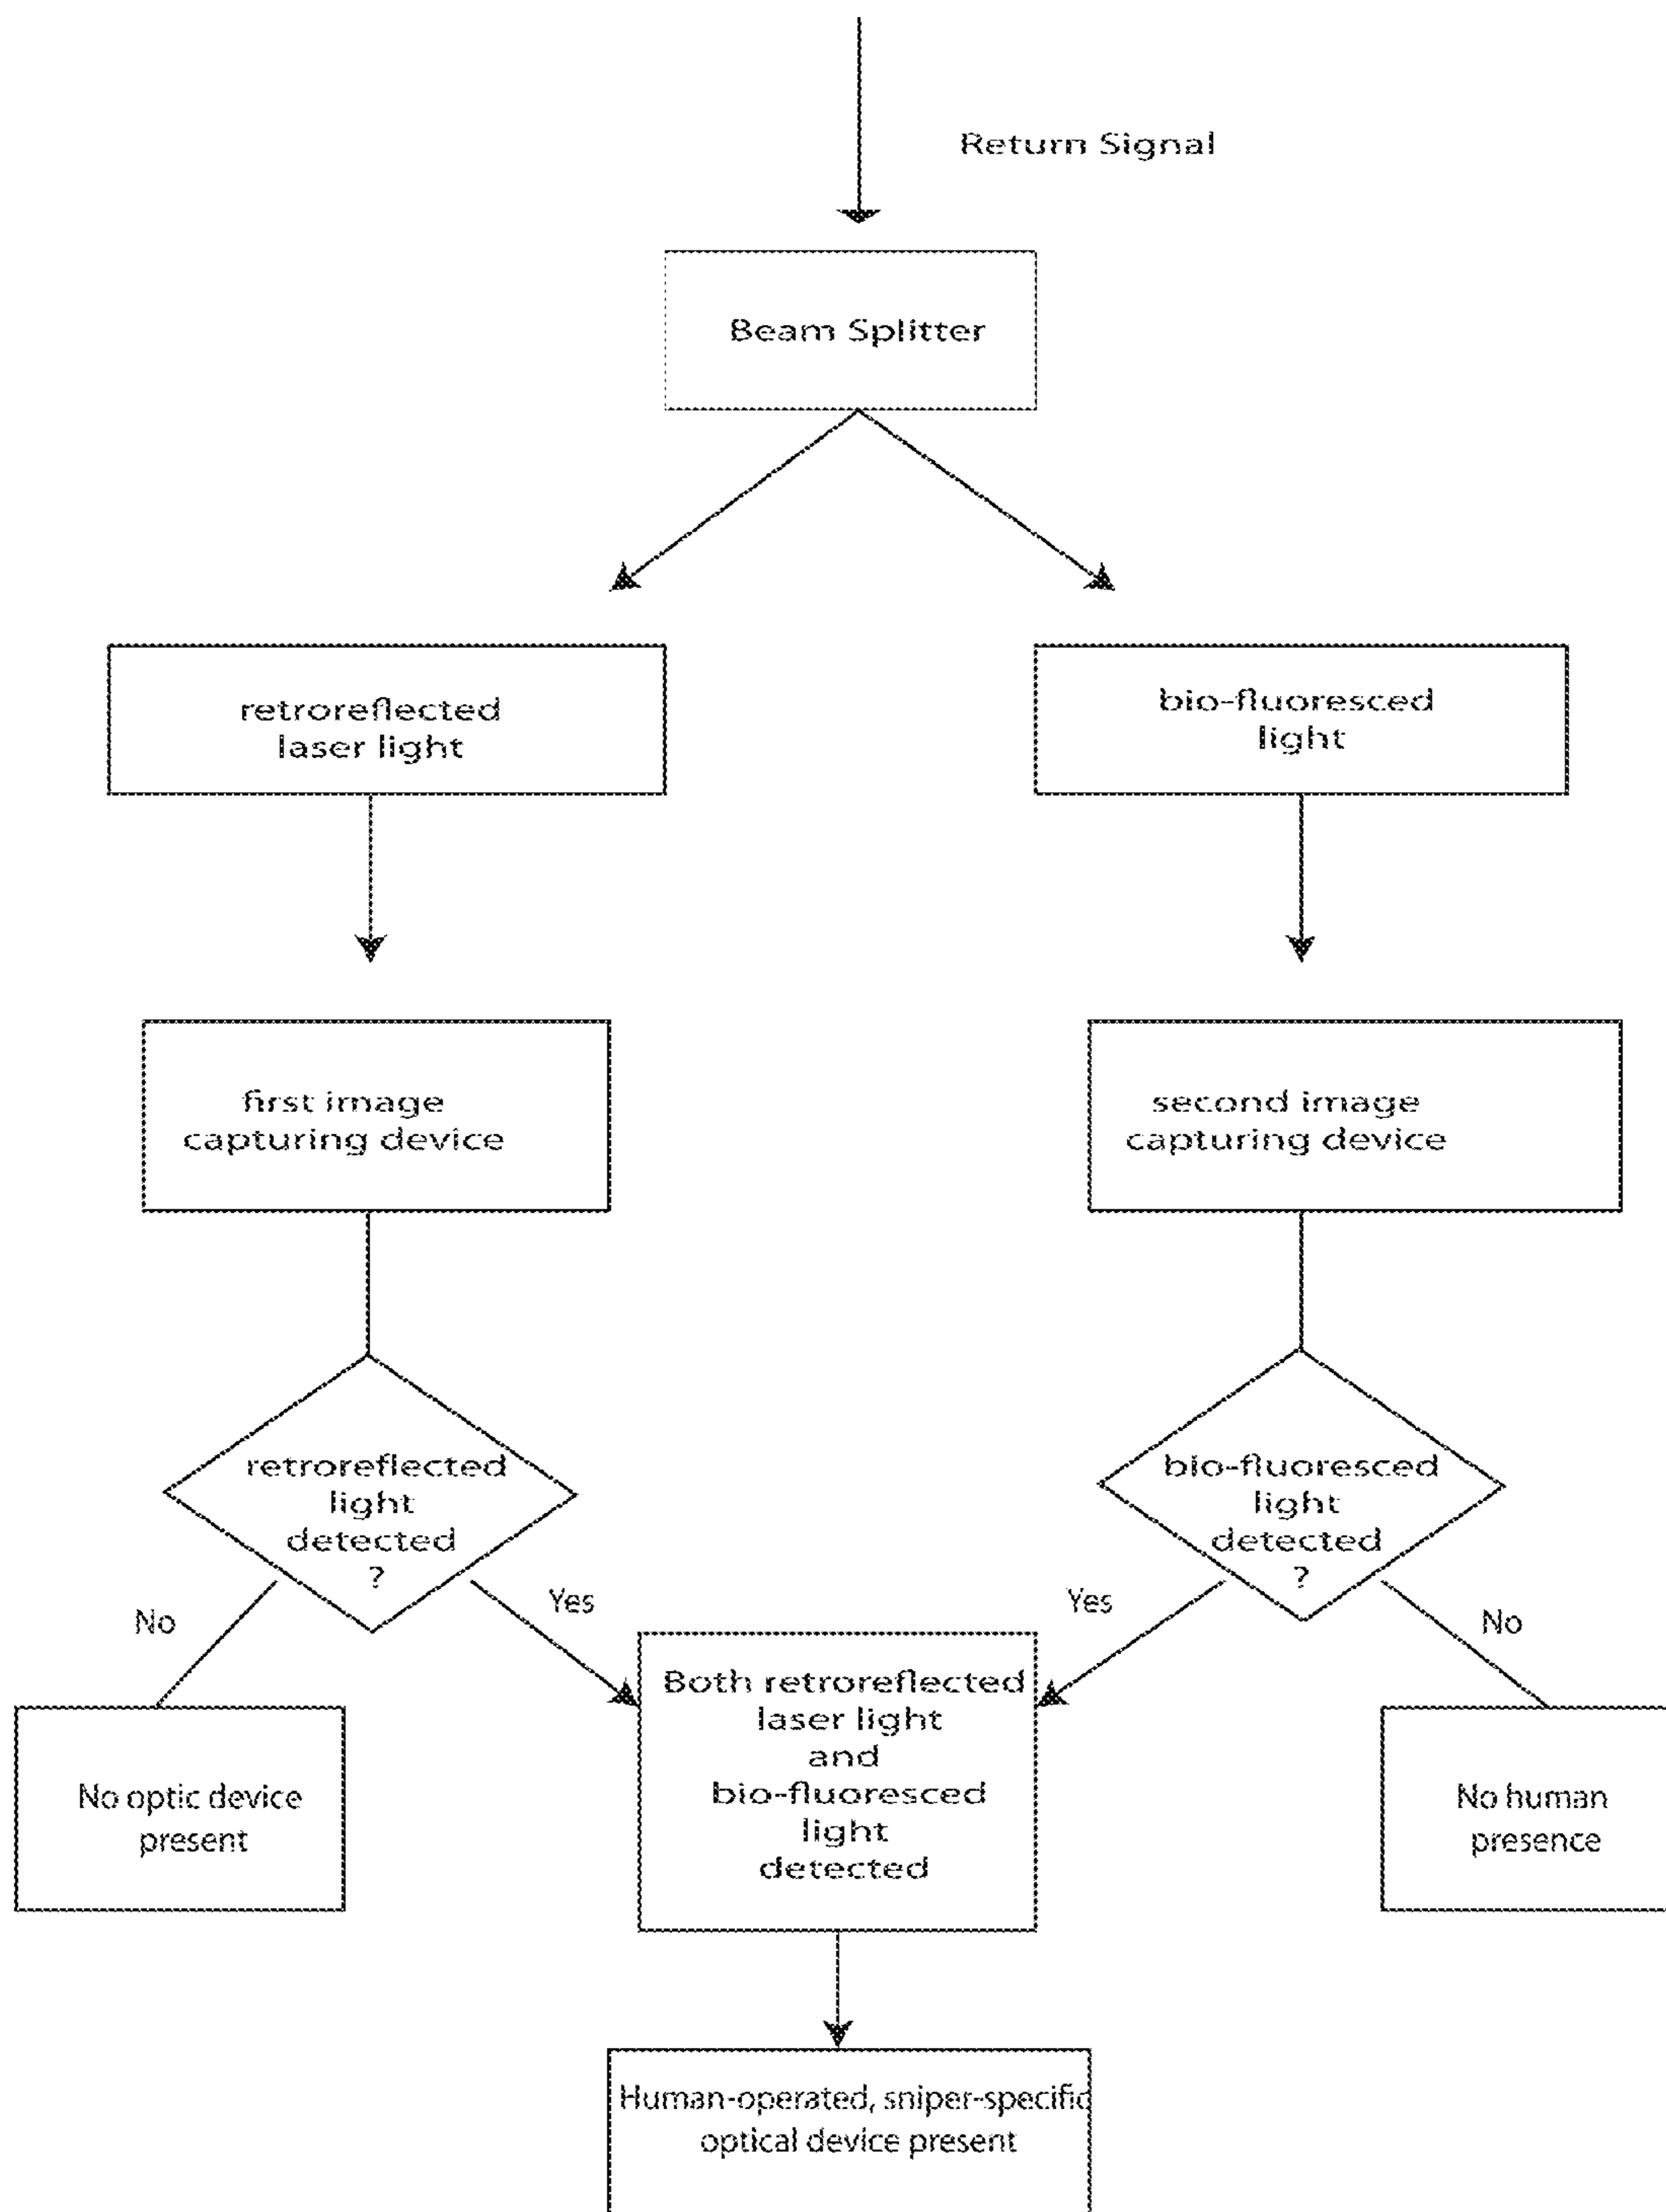 Return Signal
Beam Splitter
retroreflected
laser light
bio-fluoresced
light
first image
capturing device
second image
capturing device
retroreflected
light
detected
?
bio-fluoresced
light
detected
?
No
Yes
Yes
No
Both retroreflected
laser light
and
bio-fluoresced
light
detected
No optic device
present
No human
presence
Human-operated, sniper-specific
optical device present